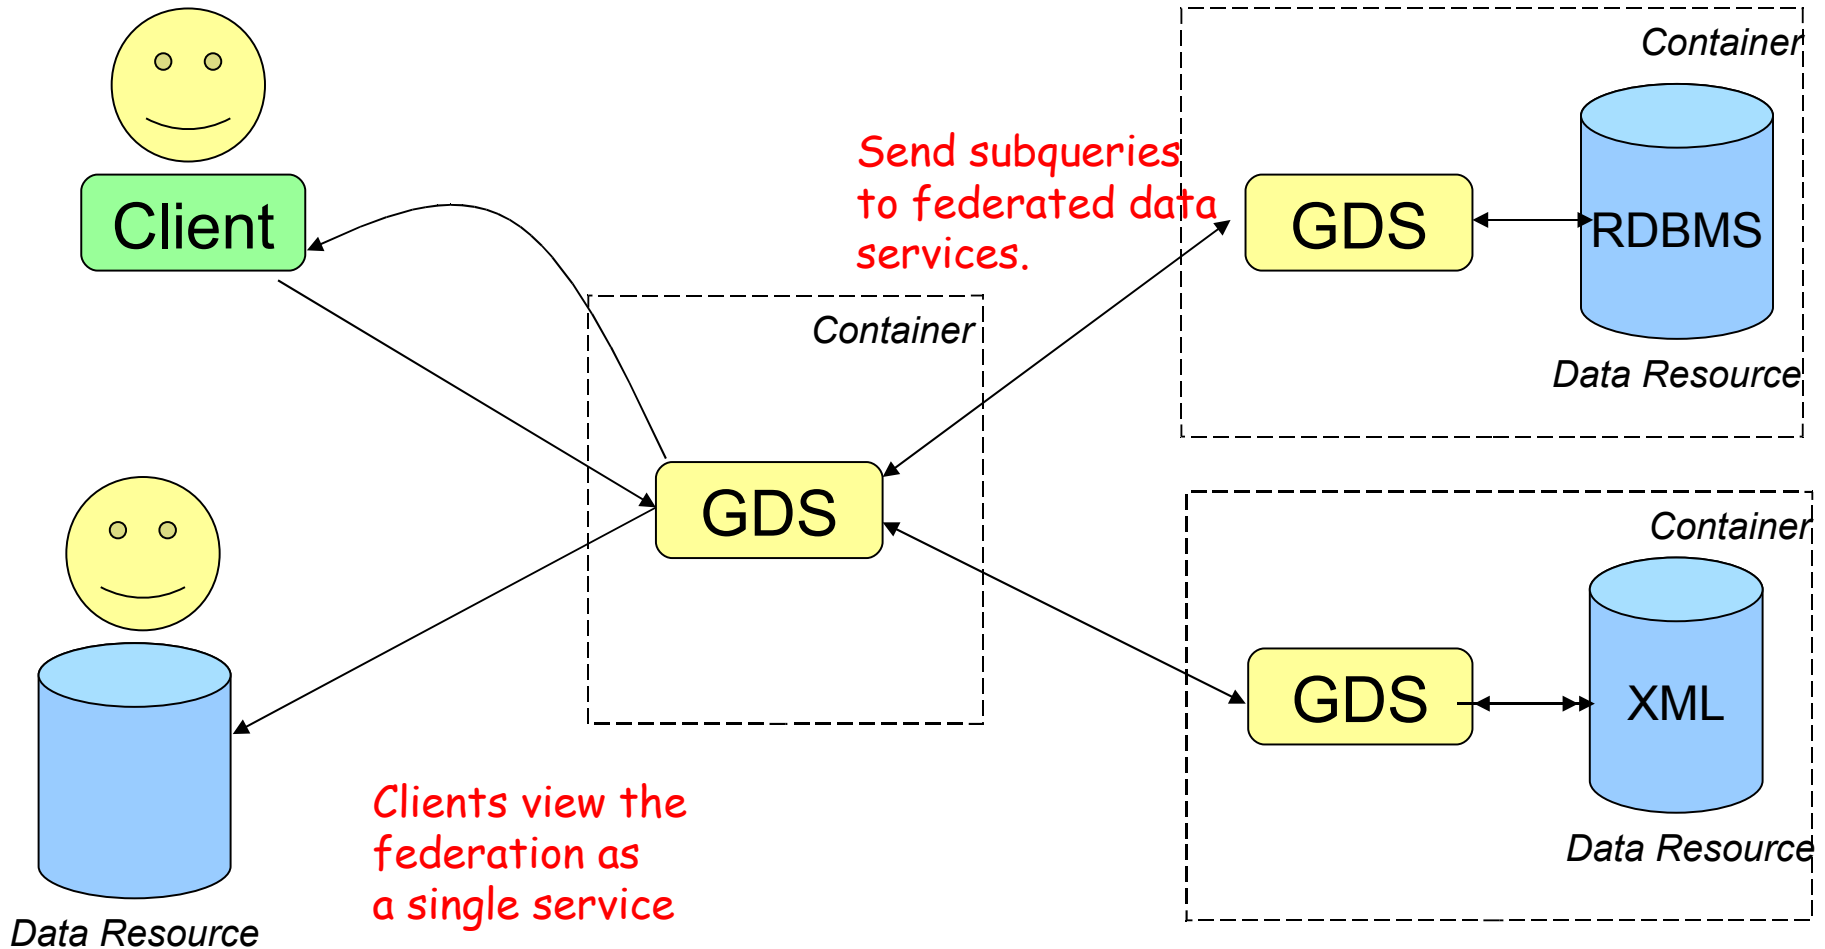 Container
Send subqueries
to federated data
services.
Client
GDS
RDBMS
Container
Data Resource
GDS
Container
GDS
XML
Data Resource
Clients view the
federation as
a single service
Data Resource